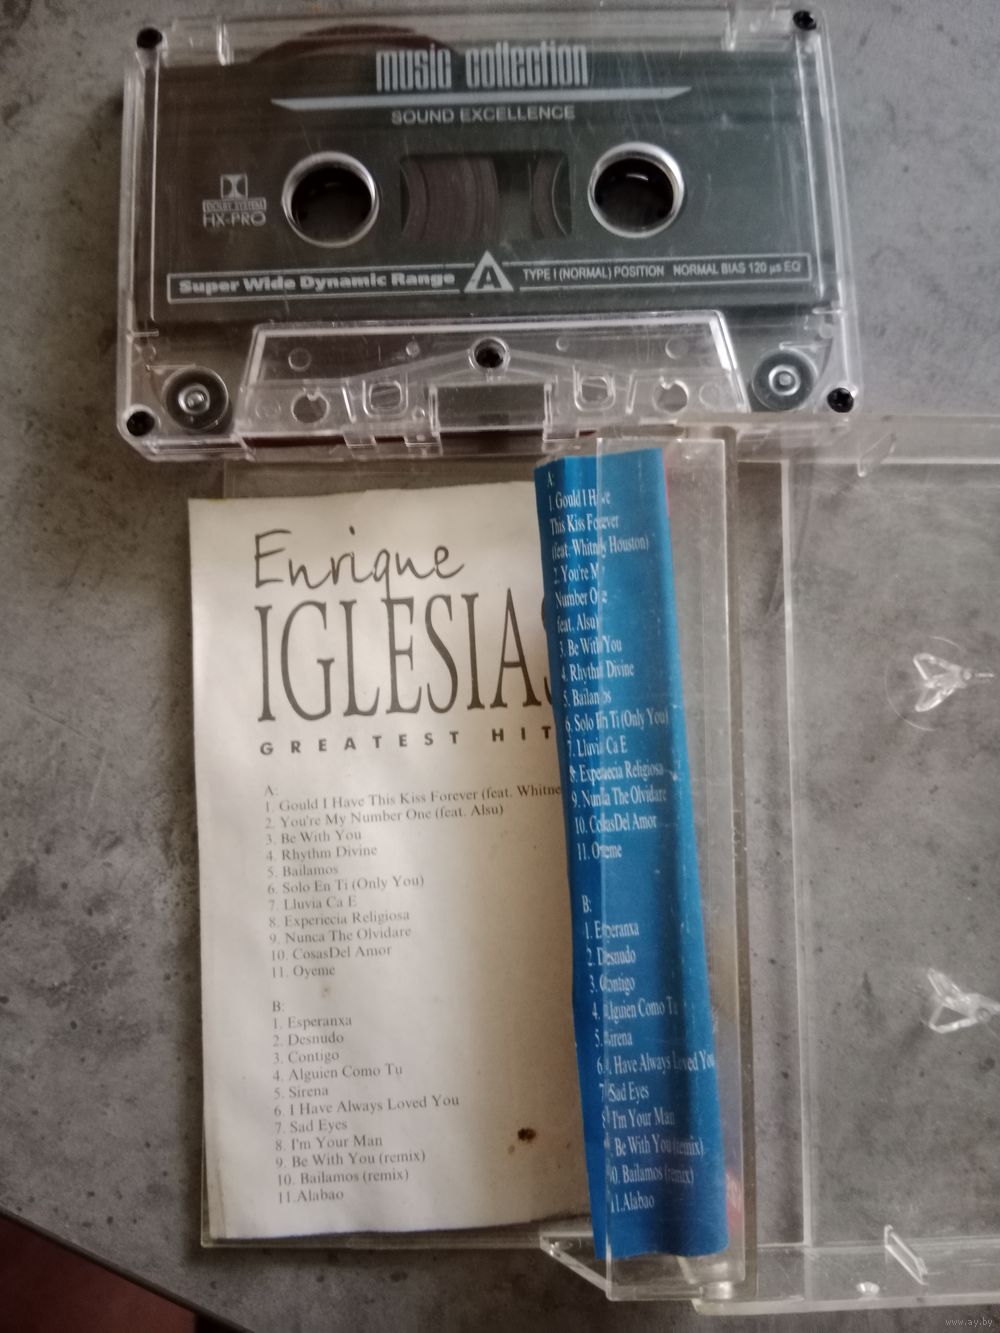 music collection
SOUND EXCELLENCE
DOLBY SYSTEM
HX-PRO
Super Wide Dynamic Range
A
TYPE I (NORMAL) POSITION NORMAL BIAS 120 µs EQ
Enrique
IGLESIAS
GREATEST HIT
A:
1. Gould I Have This Kiss Forever (feat. Whitne
2. You're My Number One (feat. Alsu)
3. Be With You
4. Rhythm Divine
5. Bailamos
6. Solo En Ti (Only You)
7. Lluvia Ca E
8. Experiecia Religiosa
9. Nunca The Olvidare
10. CosasDel Amor
11. Oyeme
B:
1. Esperanxa
2. Desnudo
3. Contigo
4. Alguien Como Tu
5. Sirena
6. I Have Always Loved You
7. Sad Eyes
8. I'm Your Man
9. Be With You (remix)
10. Bailamos (remix)
11.Alabao
A:
1. Gould I Have
This Kiss Forever
(feat. Whitney Houston)
2. You're My
Number One
feat. Alsu)
3. Be With You
4. Rhythm Divine
5. Bailamos
6. Solo En Ti (Only You)
7. Lluvia Ca E
8. Experiecia Religiosa
9. Nunca The Olvidare
10. CosasDel Amor
11. Oyeme
B:
1. Esperanxa
2. Desnudo
3. Contigo
4. Alguien Como Tu
5. Sirena
6. I Have Always Loved You
7. Sad Eyes
8. I'm Your Man
9. Be With You (remix)
10. Bailamos (remix)
11.Alabao
www.ay.by